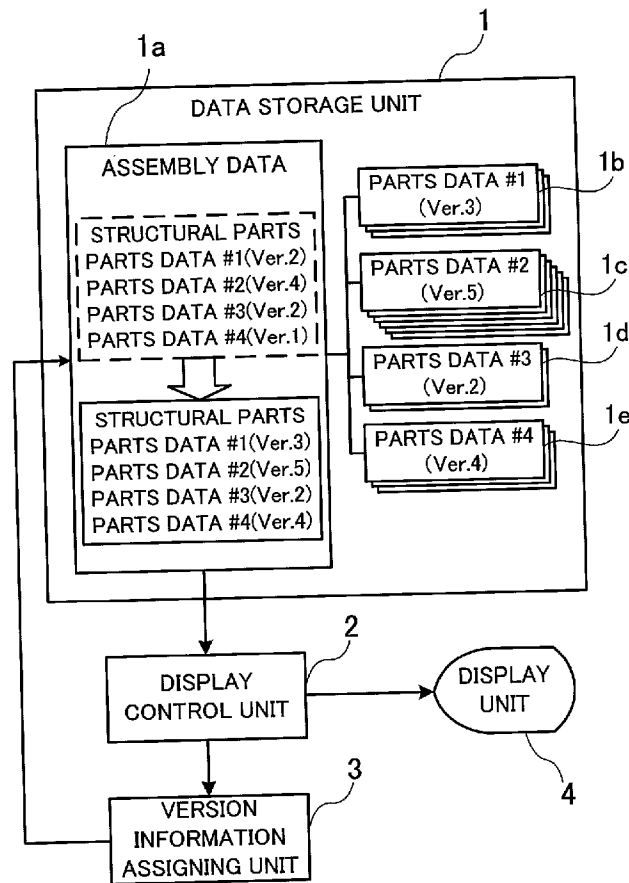 1
1a
DATA STORAGE UNIT
ASSEMBLY DATA
STRUCTURAL PARTS
PARTS DATA #1(Ver.2)
PARTS DATA #2(Ver.4)
PARTS DATA #3(Ver.2)
PARTS DATA #4(Ver.1)
STRUCTURAL PARTS
PARTS DATA #1(Ver.3)
PARTS DATA #2(Ver.5)
PARTS DATA #3(Ver.2)
PARTS DATA #4(Ver.4)
PARTS DATA #1
(Ver.3)
1b
PARTS DATA #2
(Ver.5)
1c
PARTS DATA #3
(Ver.2)
1d
PARTS DATA #4
(Ver.4)
1e
2
DISPLAY
CONTROL UNIT
DISPLAY
UNIT
4
3
VERSION
INFORMATION
ASSIGNING UNIT